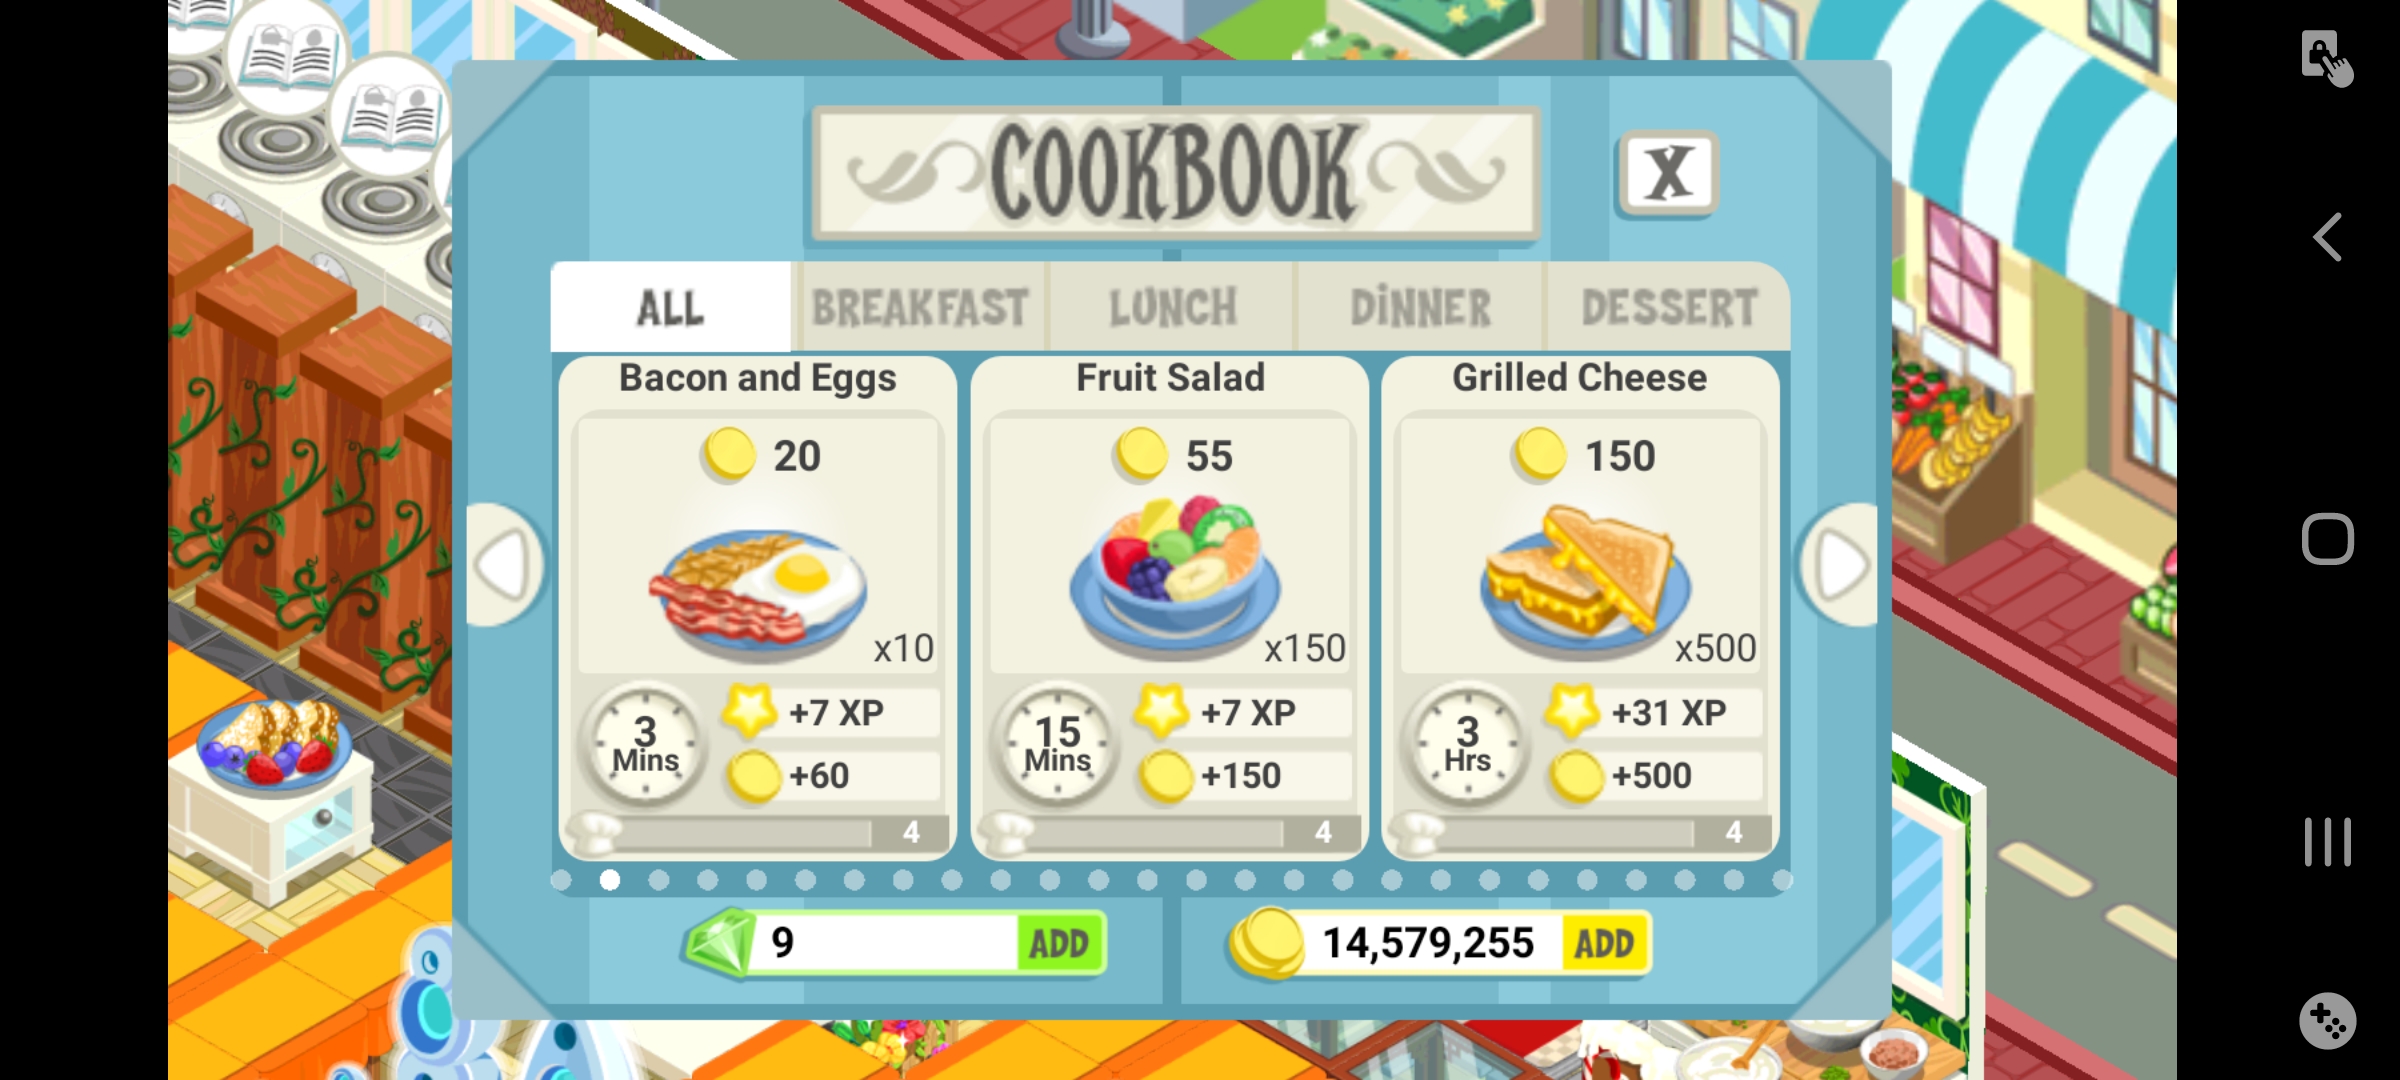 COOKBOOK
X
ALL BREAKFAST LUNCH DINNER DESSERT
Bacon and Eggs
20
x10
3 Mins
+7 XP
+60
4
Fruit Salad
55
x150
15 Mins
+7 XP
+150
4
Grilled Cheese
150
x500
3 Hrs
+31 XP
+500
4
9 ADD
14,579,255 ADD